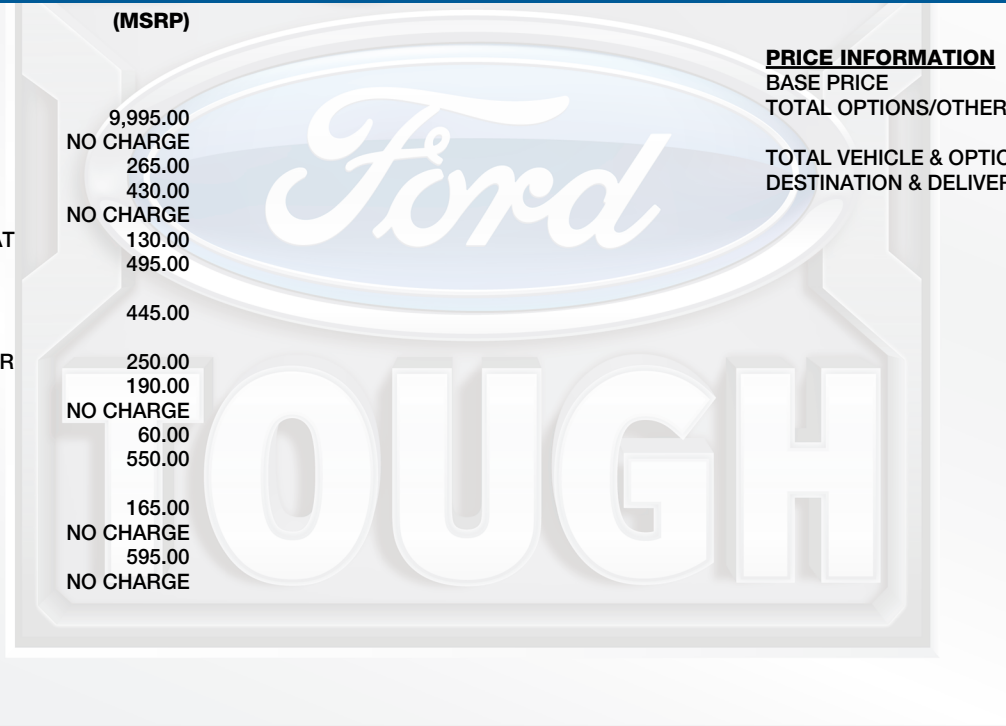 (MSRP)
9,995.00
NO CHARGE
265.00
430.00
NO CHARGE
AT 130.00
495.00
445.00
R 250.00
190.00
NO CHARGE
60.00
550.00
165.00
NO CHARGE
595.00
NO CHARGE
PRICE INFORMATION
BASE PRICE
TOTAL OPTIONS/OTHER
TOTAL VEHICLE & OPTIO
DESTINATION & DELIVER
Ford
TOUGH